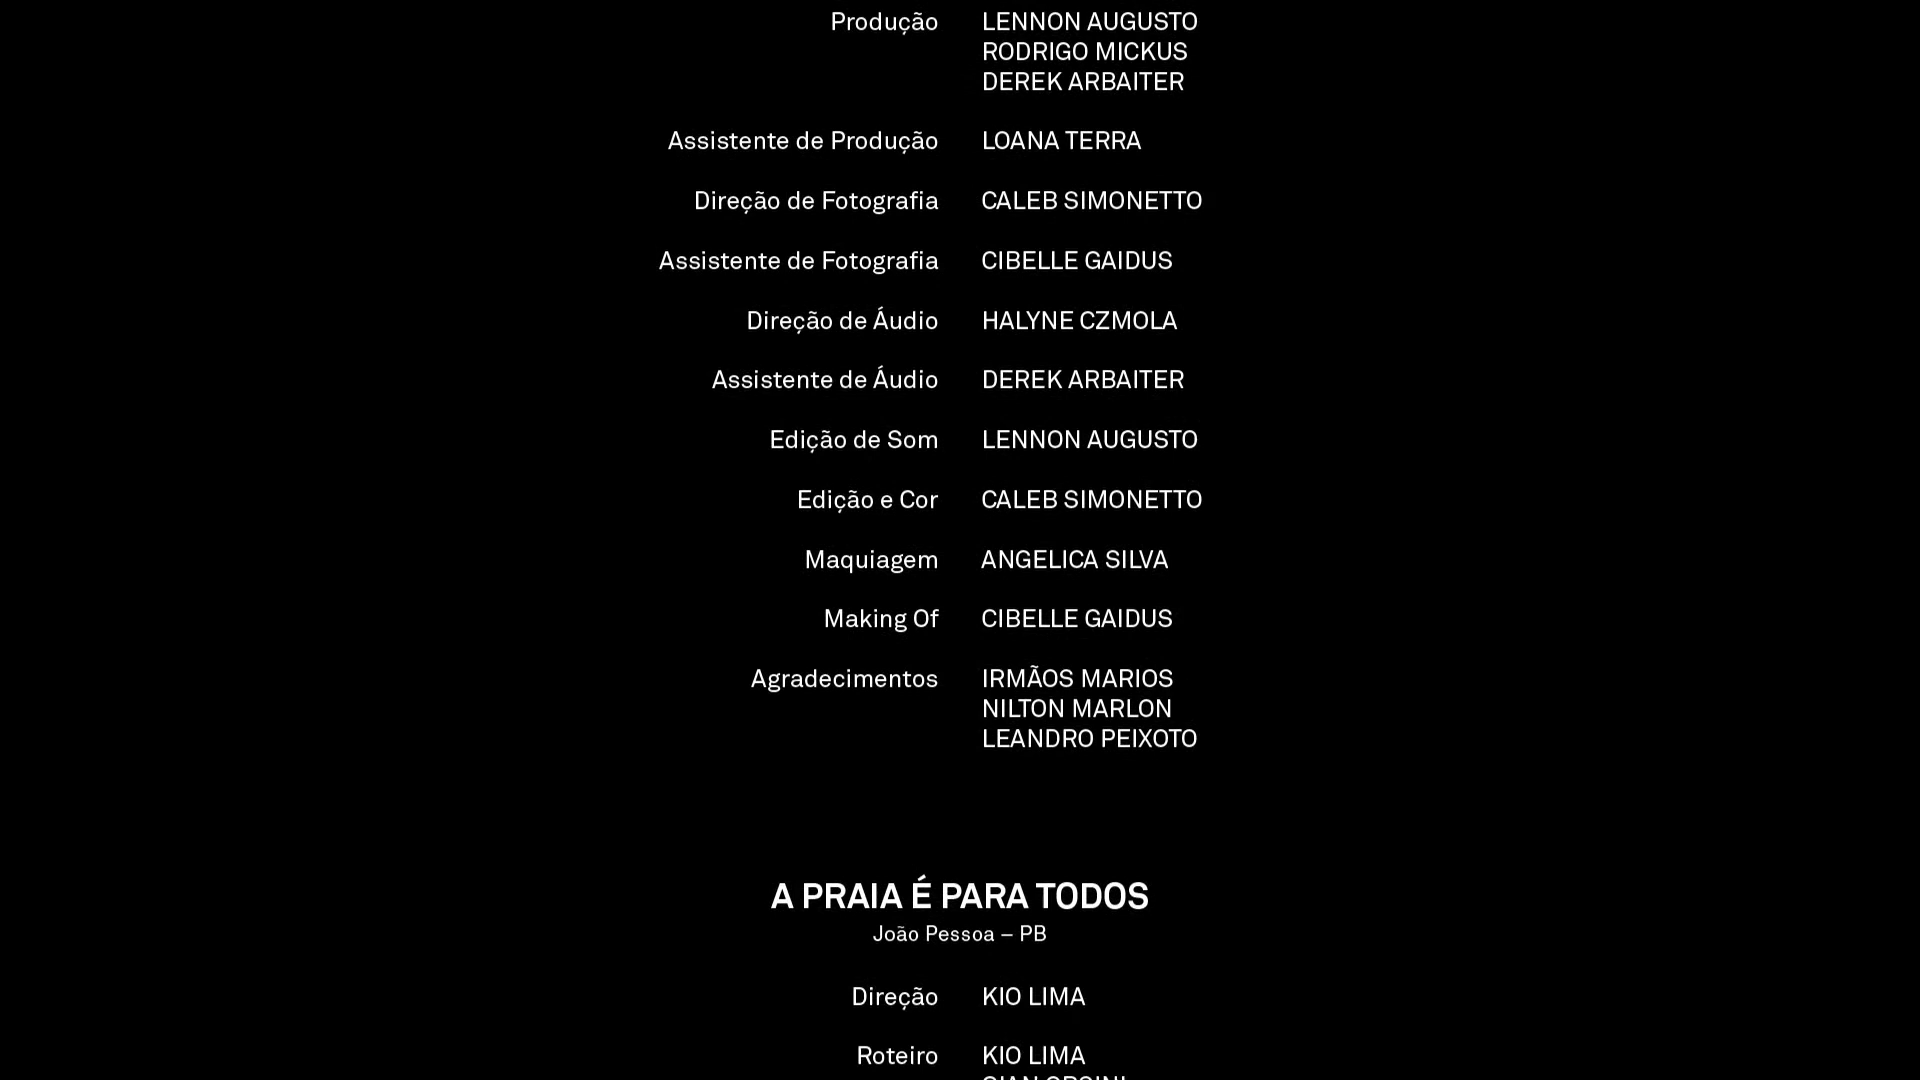 Produção LENNON AUGUSTO
RODRIGO MICKUS
DEREK ARBAITER
Assistente de Produção LOANA TERRA
Direção de Fotografia CALEB SIMONETTO
Assistente de Fotografia CIBELLE GAIDUS
Direção de Áudio HALYNE CZMOLA
Assistente de Áudio DEREK ARBAITER
Edição de Som LENNON AUGUSTO
Edição e Cor CALEB SIMONETTO
Maquiagem ANGELICA SILVA
Making Of CIBELLE GAIDUS
Agradecimentos IRMÃOS MARIOS
NILTON MARLON
LEANDRO PEIXOTO
A PRAIA É PARA TODOS
João Pessoa – PB
Direção KIO LIMA
Roteiro KIO LIMA